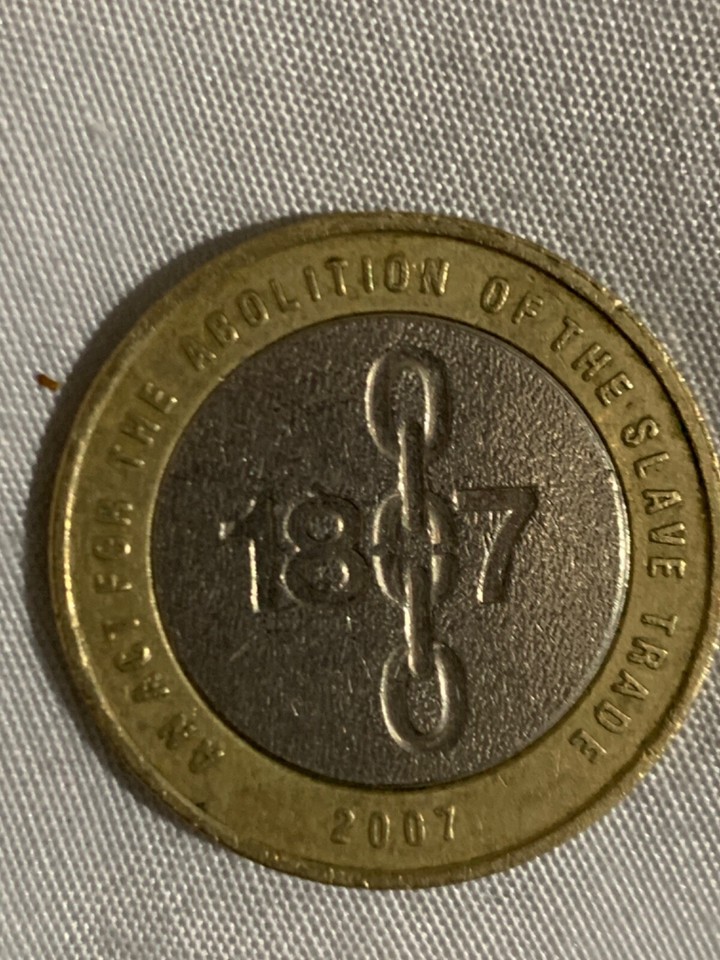 AN ACT FOR THE ABOLITION OF THE SLAVE TRADE
1807
2007